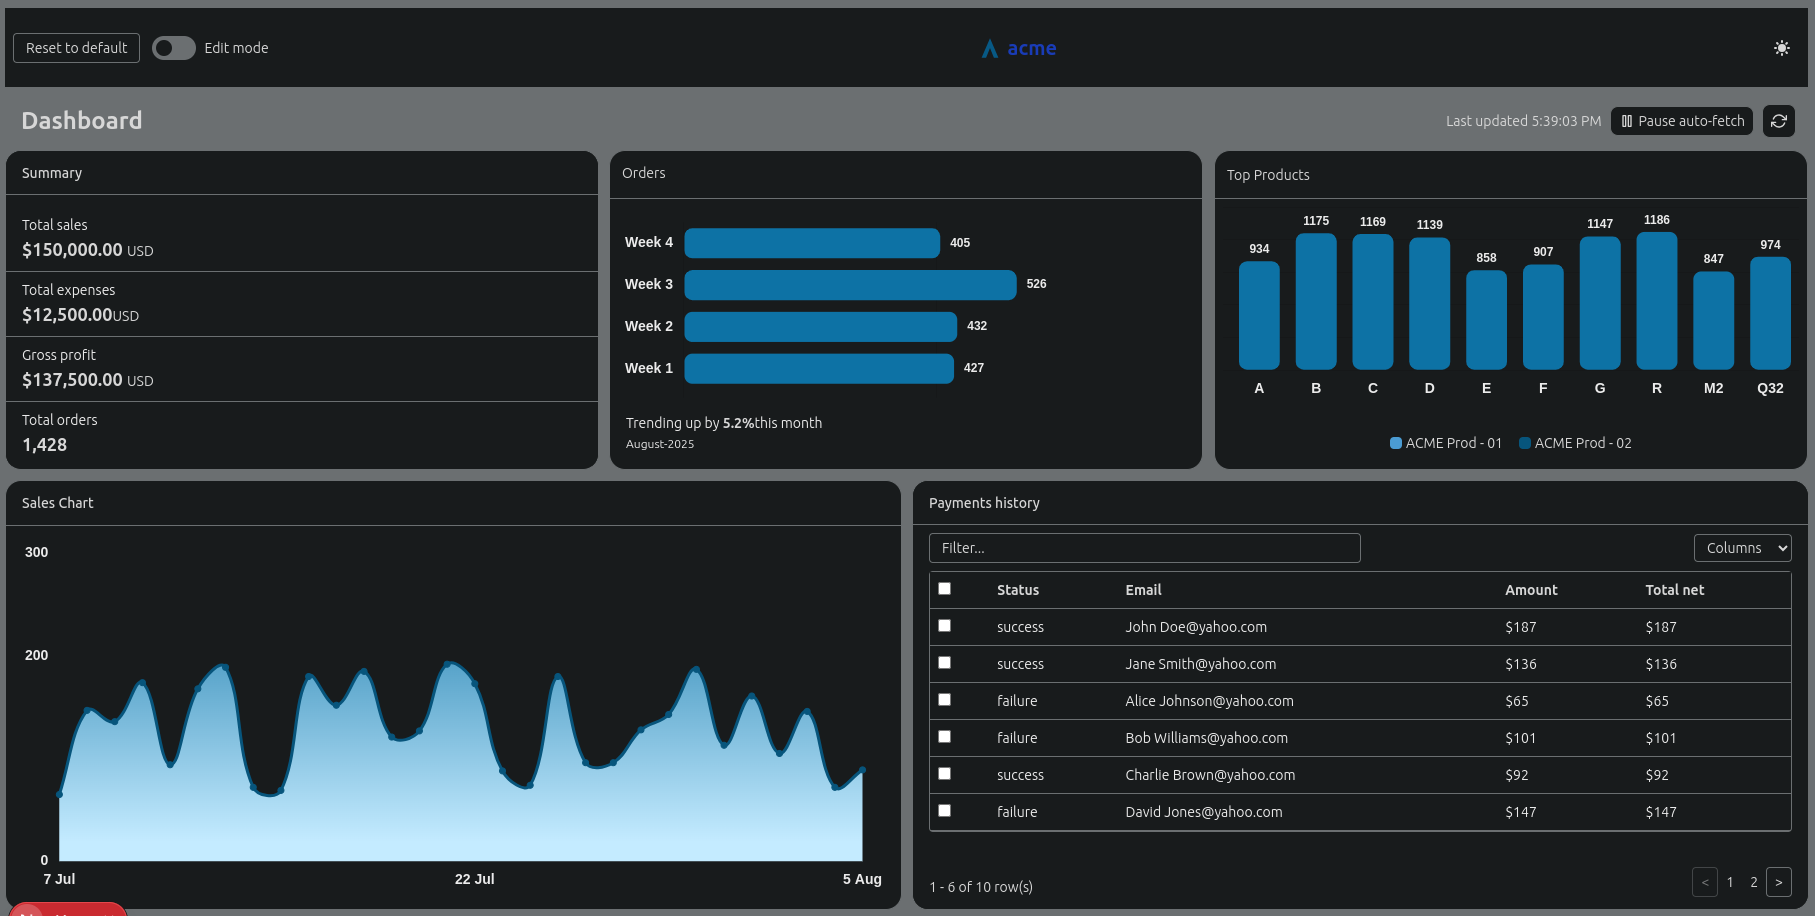 Reset to default
Edit mode
acme
Dashboard
Last updated 5:39:03 PM
Pause auto-fetch
Summary
Total sales
$150,000.00 USD
Total expenses
$12,500.00USD
Gross profit
$137,500.00 USD
Total orders
1,428
Orders
Week 4 405
Week 3 526
Week 2 432
Week 1 427
Trending up by 5.2%this month
August-2025
Top Products
934 1175 1169 1139 858 907 1147 1186 847 974
A B C D E F G R M2 Q32
ACME Prod - 01 ACME Prod - 02
Sales Chart
300
200
0
7 Jul 22 Jul 5 Aug
Payments history
Filter...
Columns
Status Email Amount Total net
success John Doe@yahoo.com $187 $187
success Jane Smith@yahoo.com $136 $136
failure Alice Johnson@yahoo.com $65 $65
failure Bob Williams@yahoo.com $101 $101
success Charlie Brown@yahoo.com $92 $92
failure David Jones@yahoo.com $147 $147
1 - 6 of 10 row(s)
< 1 2 >